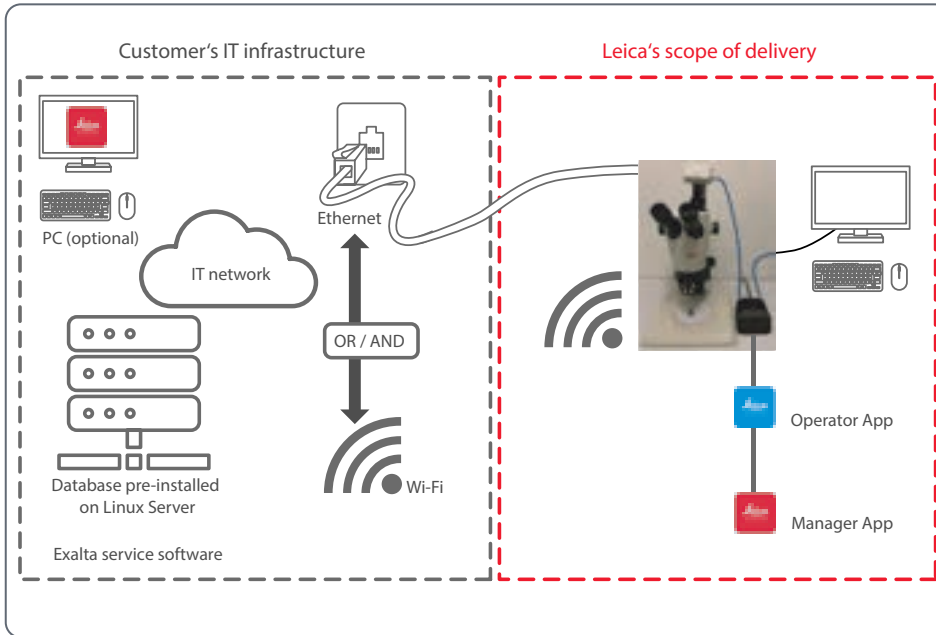 Customer‘s IT infrastructure
Leica‘s scope of delivery
PC (optional)
Ethernet
IT network
OR / AND
Wi-Fi
Database pre-installed
on Linux Server
Exalta service software
Operator App
Manager App